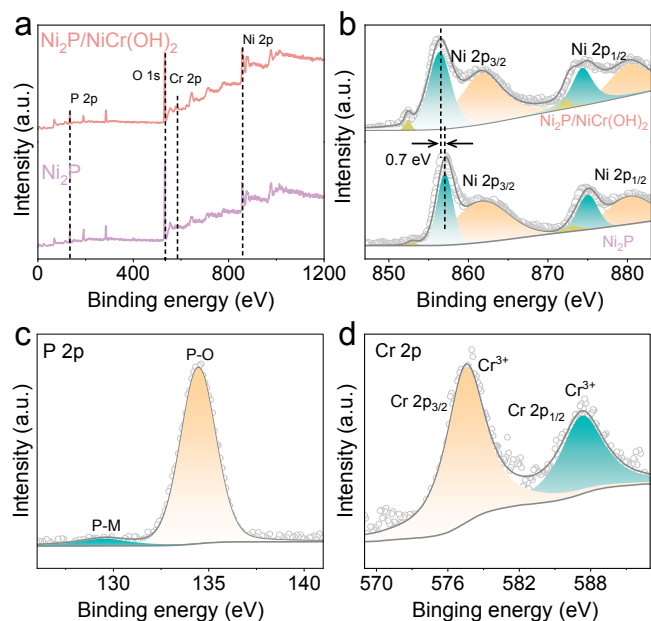 a
Ni₂P/NiCr(OH)₂
Ni 2p
O 1s
Cr 2p
P 2p
Ni₂P
Intensity (a.u.)
0 400 800 1200
Binding energy (eV)
b
Ni 2p₃/₂
Ni 2p₁/₂
Ni₂P/NiCr(OH)₂
0.7 eV
Ni 2p₃/₂
Ni 2p₁/₂
Ni₂P
Intensity (a.u.)
860 870 880
Binding energy (eV)
c
P 2p
P-O
P-M
Intensity (a.u.)
130 135 140
Binding energy (eV)
d
Cr 2p
Cr³⁺
Cr 2p₃/₂
Cr³⁺
Cr 2p₁/₂
Intensity (a.u.)
570 576 582 588
Binging energy (eV)